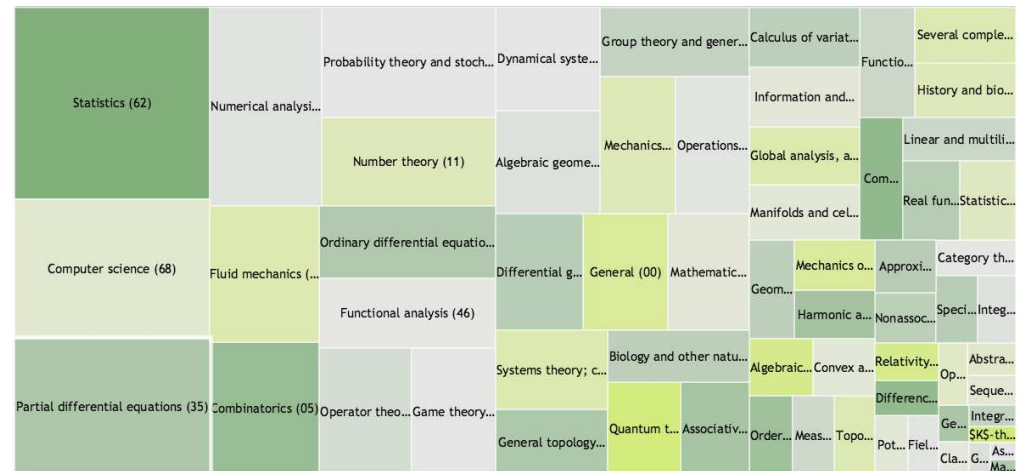 Statistics (62)
Computer science (68)
Partial differential equations (35)
Numerical analysi...
Fluid mechanics (...
Combinatorics (05)
Probability theory and stoch...
Number theory (11)
Ordinary differential equatio...
Functional analysis (46)
Operator theo...
Game theory...
Dynamical syste...
Algebraic geome...
Group theory and gener...
Mechanics...
Operations...
Differential g...
General (00)
Mathematic...
Systems theory; c...
General topology...
Biology and other natu...
Quantum t...
Associativ...
Calculus of variat...
Information and...
Global analysis, a...
Manifolds and cel...
Functio...
Several comple...
History and bio...
Com...
Linear and multili...
Real fun...
Statistic...
Geom...
Mechanics o...
Harmonic a...
Approxi...
Nonassoc...
Category th...
Speci...
Integ...
Algebraic...
Convex a...
Order...
Meas...
Topo...
Relativity...
Differenc...
Pot...
Fiel...
Op...
Abstra...
Seque...
Ge...
Integr...
$K$-th...
Cla...
G...
As...
Ma...